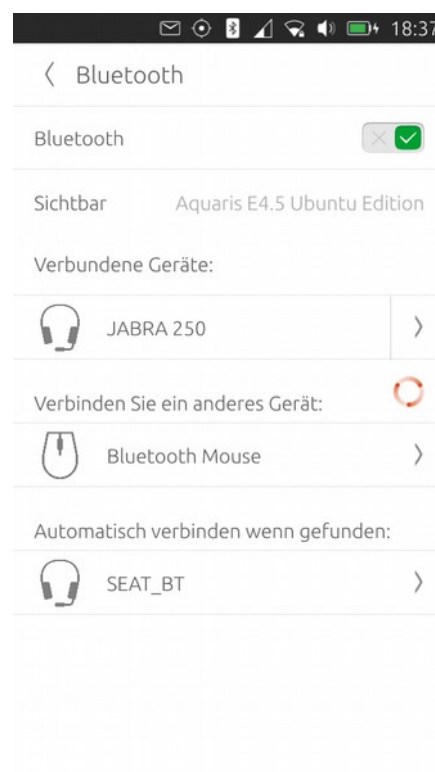 18:37
Bluetooth
Bluetooth
Sichtbar Aquaris E4.5 Ubuntu Edition
Verbundene Geräte:
JABRA 250
Verbinden Sie ein anderes Gerät:
Bluetooth Mouse
Automatisch verbinden wenn gefunden:
SEAT_BT